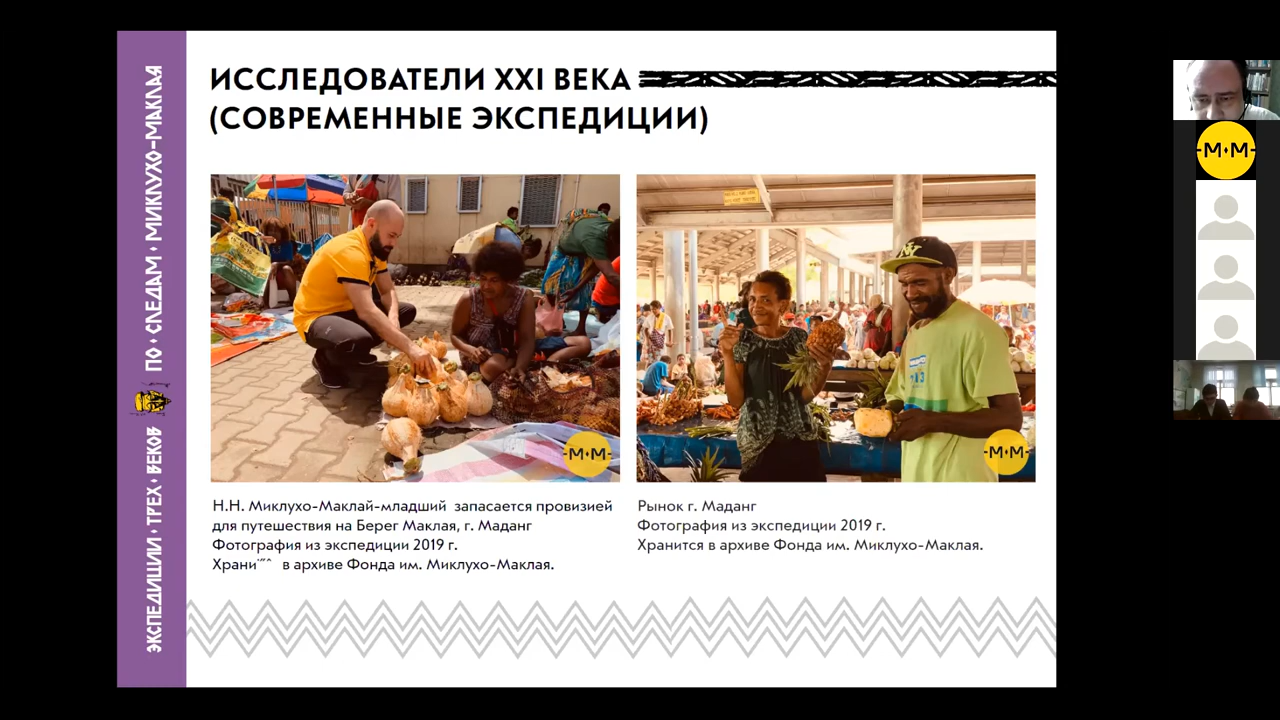 ИССЛЕДОВАТЕЛИ XXI ВЕКА
(СОВРЕМЕННЫЕ ЭКСПЕДИЦИИ)
ЭКСПЕДИЦИИ • ТРЕХ • ВЕКОВ
ПО • СЛЕДАМ • МИКЛУХО-МАКЛАЯ
М•М
М•М
М•М
Н.Н. Миклухо-Маклай-младший запасается провизией
для путешествия на Берег Маклая, г. Маданг
Фотография из экспедиции 2019 г.
Храни в архиве Фонда им. Миклухо-Маклая.
Рынок г. Маданг
Фотография из экспедиции 2019 г.
Хранится в архиве Фонда им. Миклухо-Маклая.